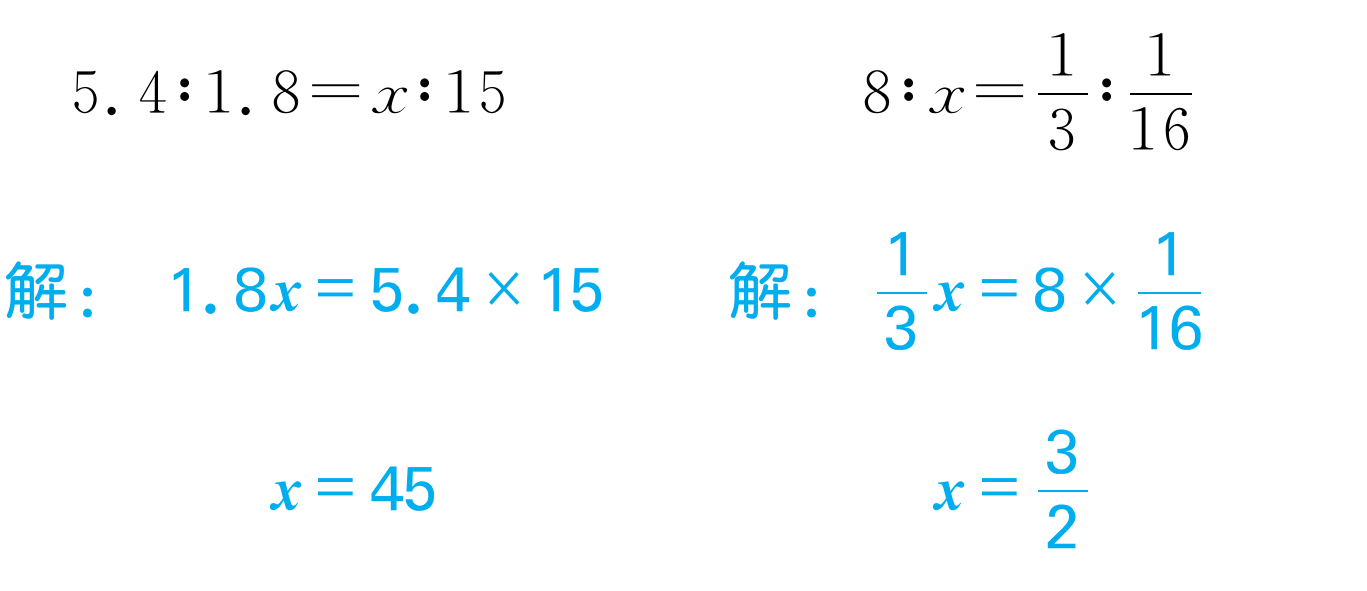 5.4∶1.8=x∶15
8∶x=1/3∶1/16
解： 1.8x=5.4×15
解： 1/3x=8×1/16
x=45
x=3/2